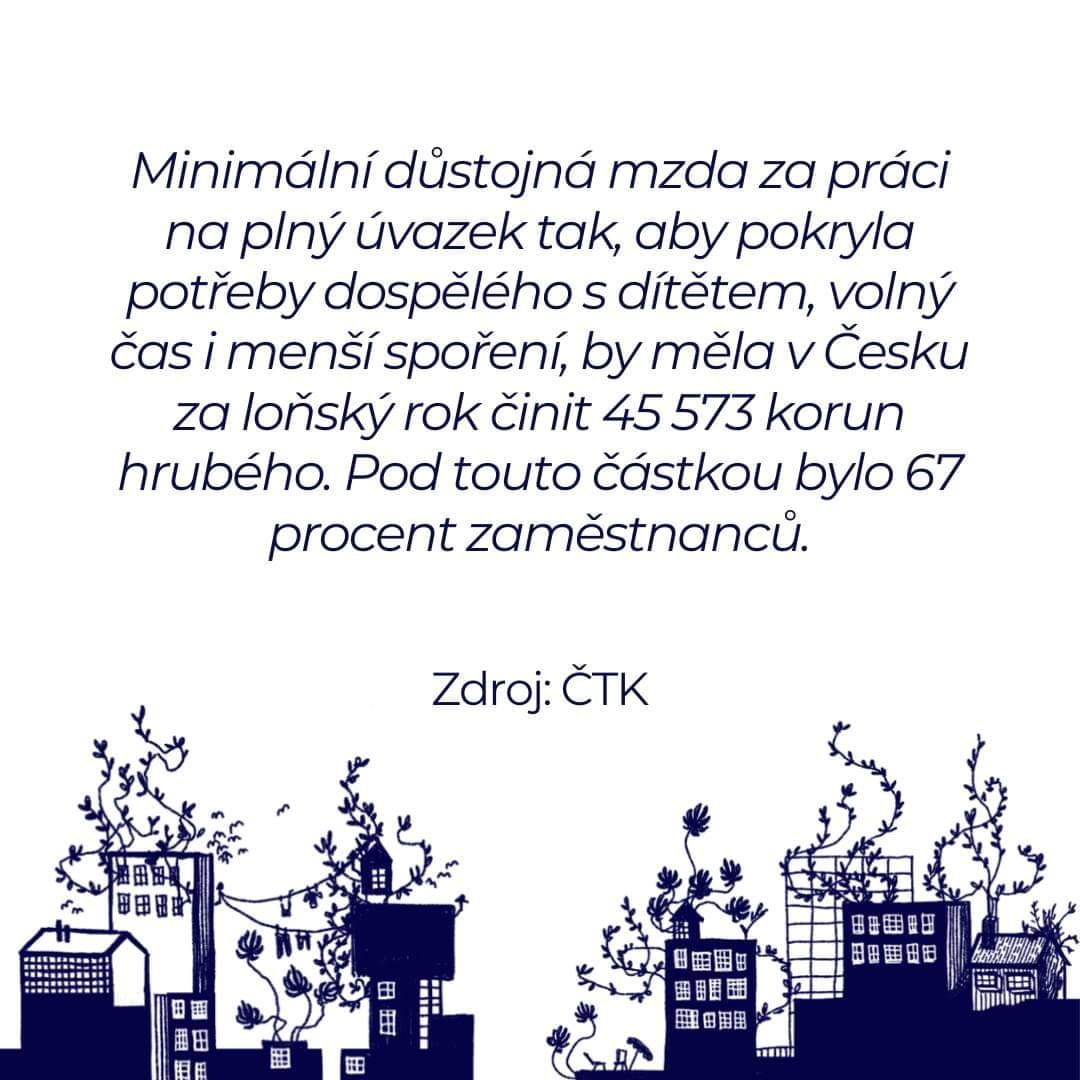 Minimální důstojná mzda za práci
na plný úvazek tak, aby pokryla
potřeby dospělého s dítětem, volný
čas i menší spoření, by měla v Česku
za loňský rok činit 45 573 korun
hrubého. Pod touto částkou bylo 67
procent zaměstnanců.
Zdroj: ČTK